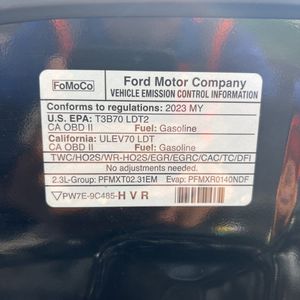 FoMoCo
Ford Motor Company
VEHICLE EMISSION CONTROL INFORMATION
Conforms to regulations: 2023 MY
U.S. EPA: T3B70 LDT2
CA OBD II Fuel: Gasoline
California: ULEV70 LDT
CA OBD II Fuel: Gasoline
TWC/HO2S/WR-HO2S/EGR/EGRC/CAC/TC/DFI
No adjustments needed.
2.3L-Group: PFMXT02.31EM Evap: PFMXR0140NDF
PW7E-9C485-HVR